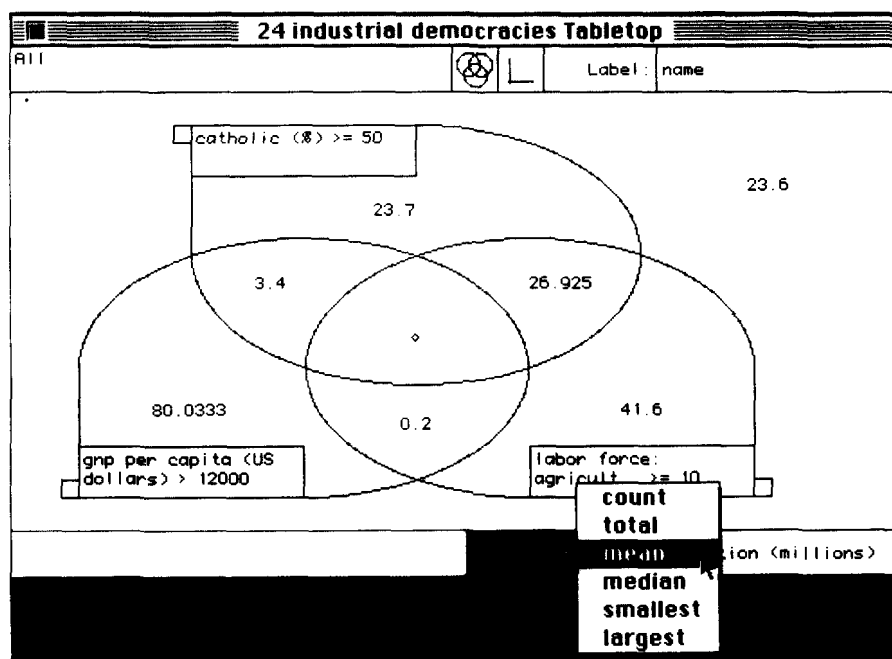 24 industrial democracies Tabletop
All
Label: name
catholic (%) >= 50
23.7
23.6
3.4
26.925
80.0333
0.2
41.6
gnp per capita (US
dollars) > 12000
labor force:
agricult >= 10
count
total
mean
ion (millions)
median
smallest
largest